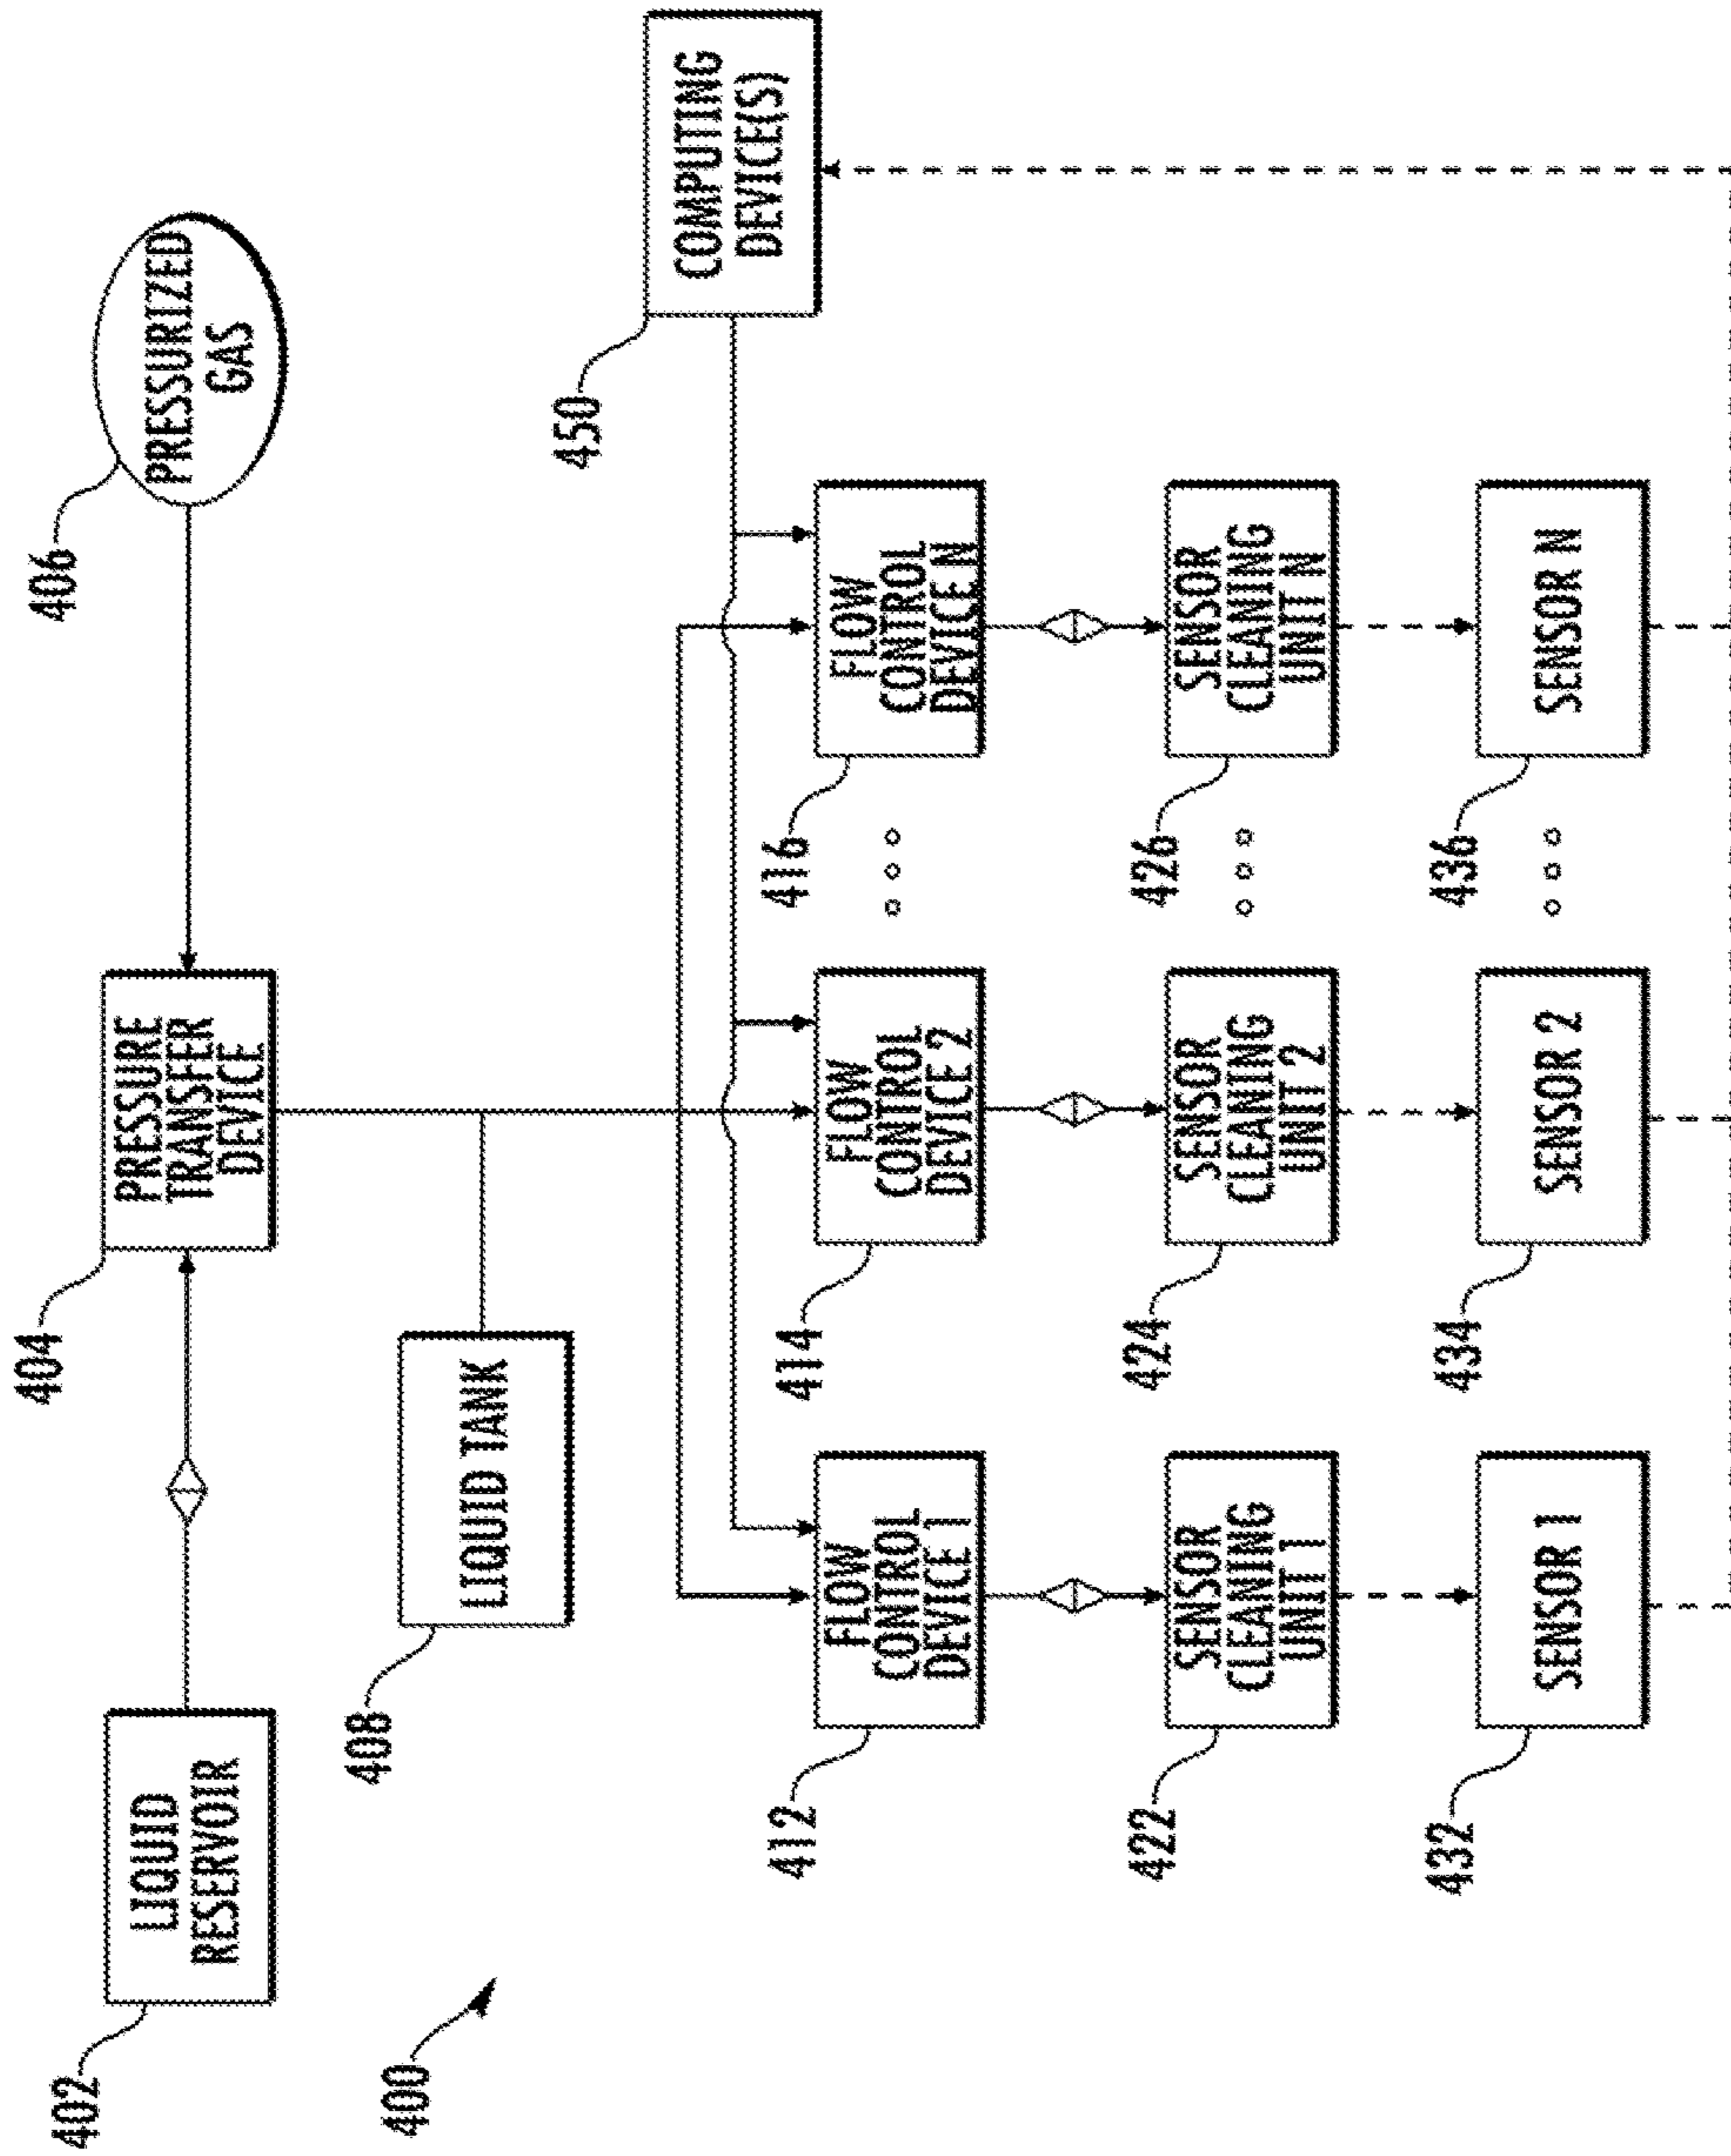 402
LIQUID
RESERVOIR
404
PRESSURE
TRANSFER
DEVICE
406
PRESSURIZED
GAS
400
408
LIQUID TANK
450
COMPUTING
DEVICE(S)
412
FLOW
CONTROL
DEVICE 1
414
FLOW
CONTROL
DEVICE 2
416
FLOW
CONTROL
DEVICE N
422
SENSOR
CLEANING
UNIT 1
424
SENSOR
CLEANING
UNIT 2
426
SENSOR
CLEANING
UNIT N
432
SENSOR 1
434
SENSOR 2
436
SENSOR N